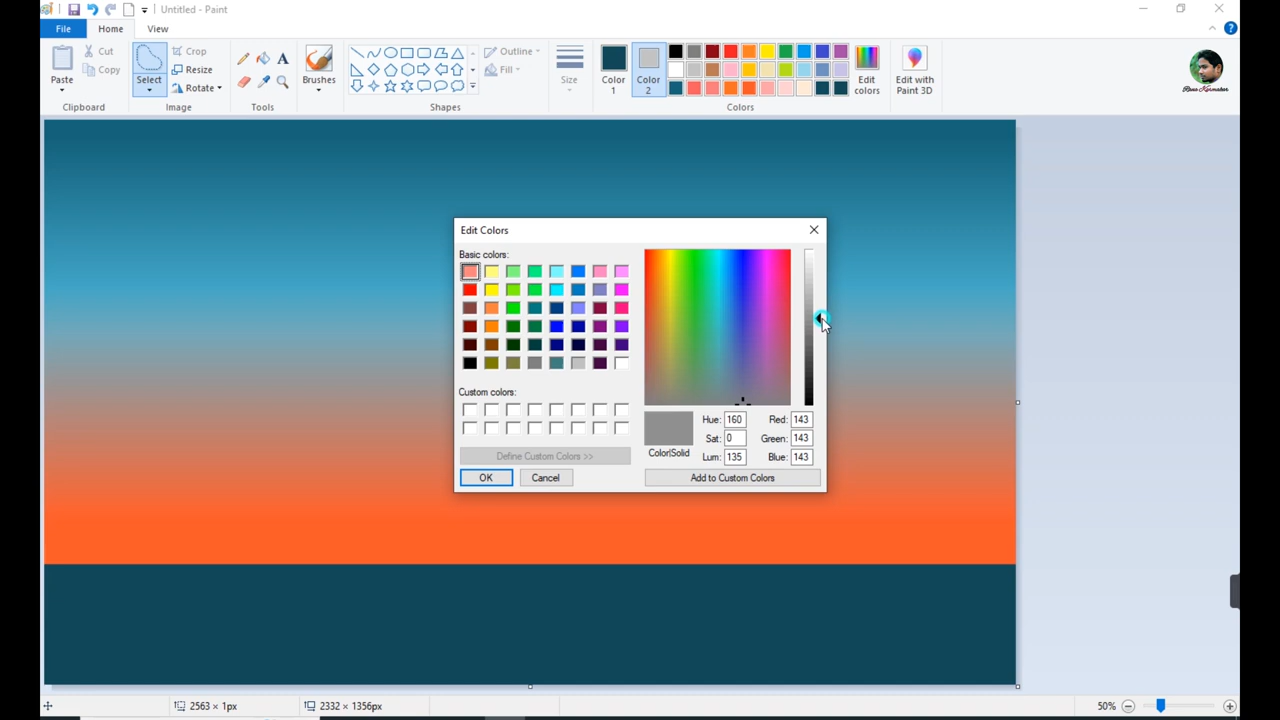 Untitled - Paint
File
Home
View
Paste
Cut
Copy
Clipboard
Select
Crop
Resize
Rotate
Image
A
Tools
Brushes
Shapes
Outline
Fill
Size
Color 1
Color 2
Colors
Edit colors
Edit with Paint 3D
Edit Colors
Basic colors:
Custom colors:
Define Custom Colors >>
OK
Cancel
Color|Solid
Hue: 160
Sat: 0
Lum: 135
Red: 143
Green: 143
Blue: 143
Add to Custom Colors
2563 × 1px
2332 × 1356px
50%